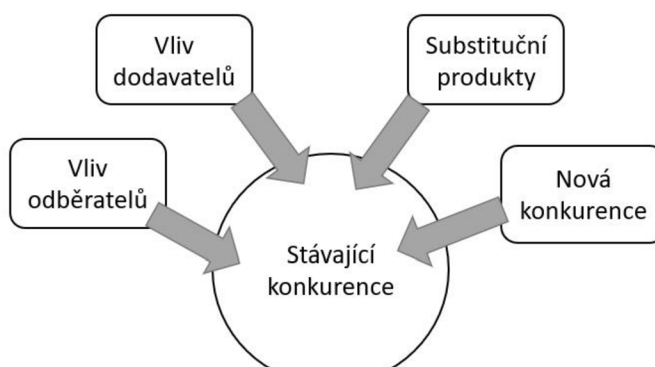 Vliv
dodavatelů
Substituční
produkty
Vliv
odběratelů
Nová
konkurence
Stávající
konkurence